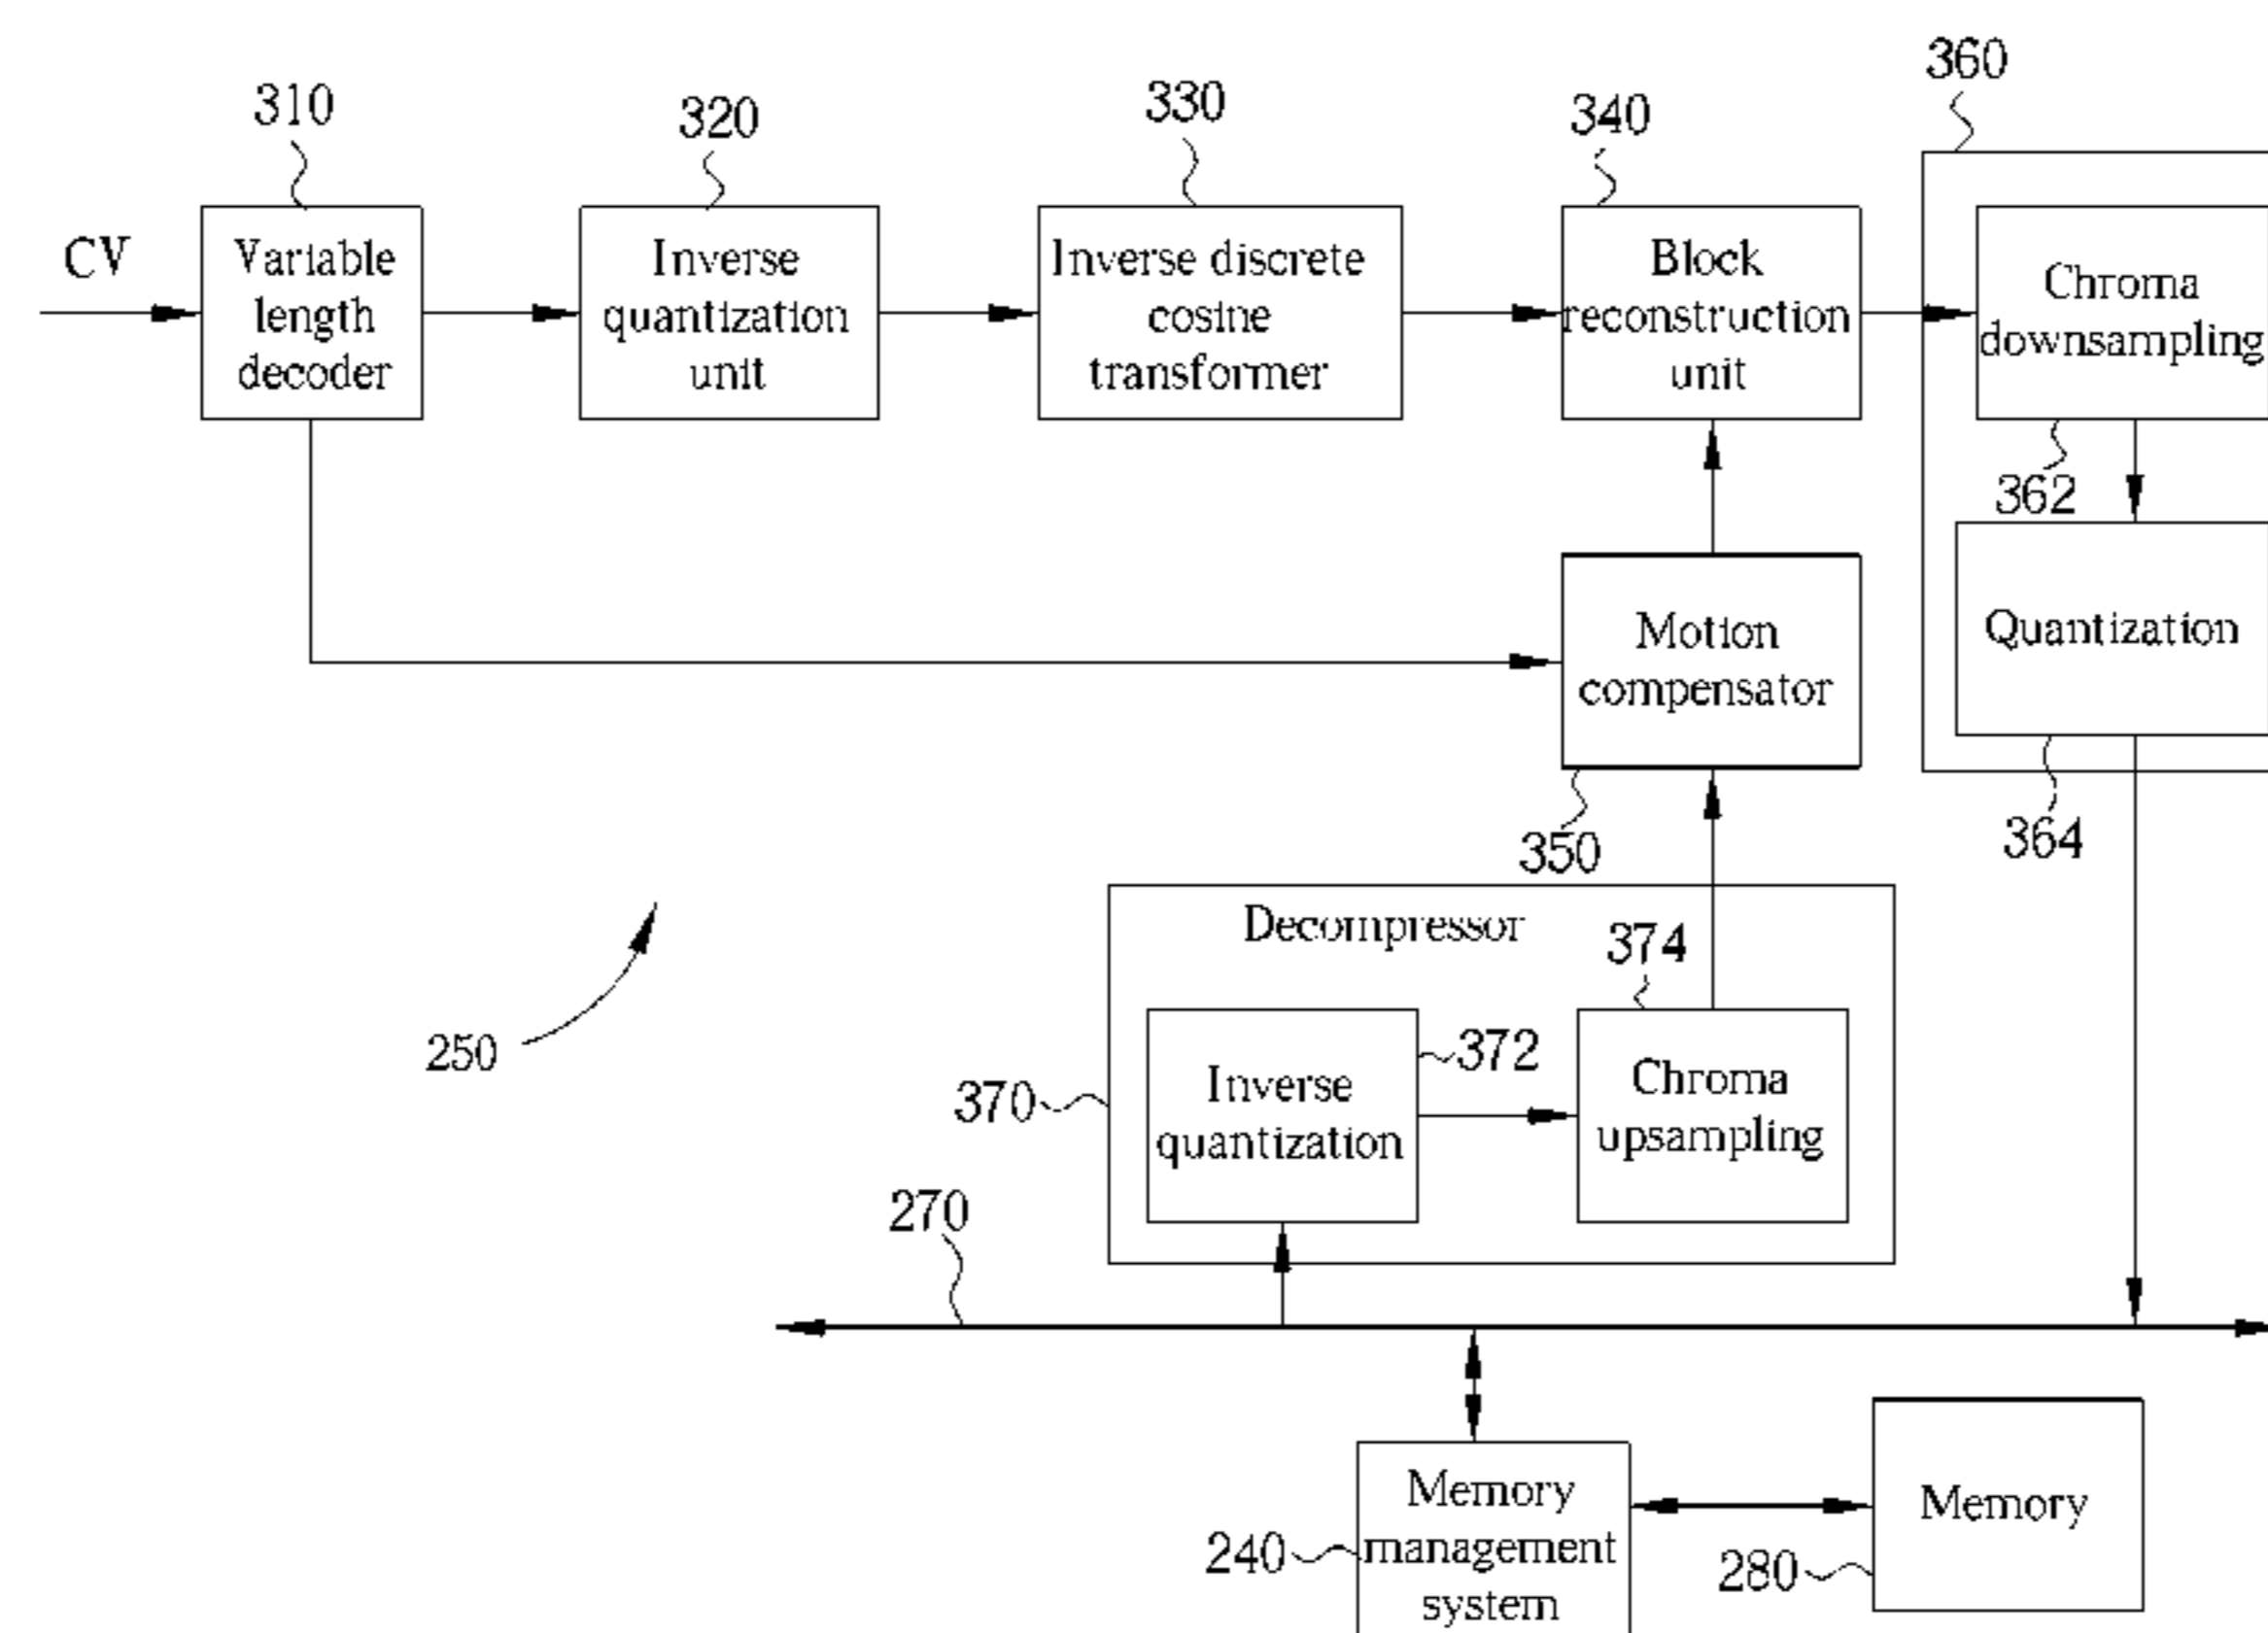 360
310
320
330
340
CV
Variable
length
decoder
Inverse
quantization
unit
Inverse discrete
cosine
transformer
Block
reconstruction
unit
Chroma
downsampling
362
Motion
compensator
Quantization
350
364
Decompressor
374
250
370
Inverse
quantization
372
Chroma
upsampling
270
Memory
management
system
240
Memory
280